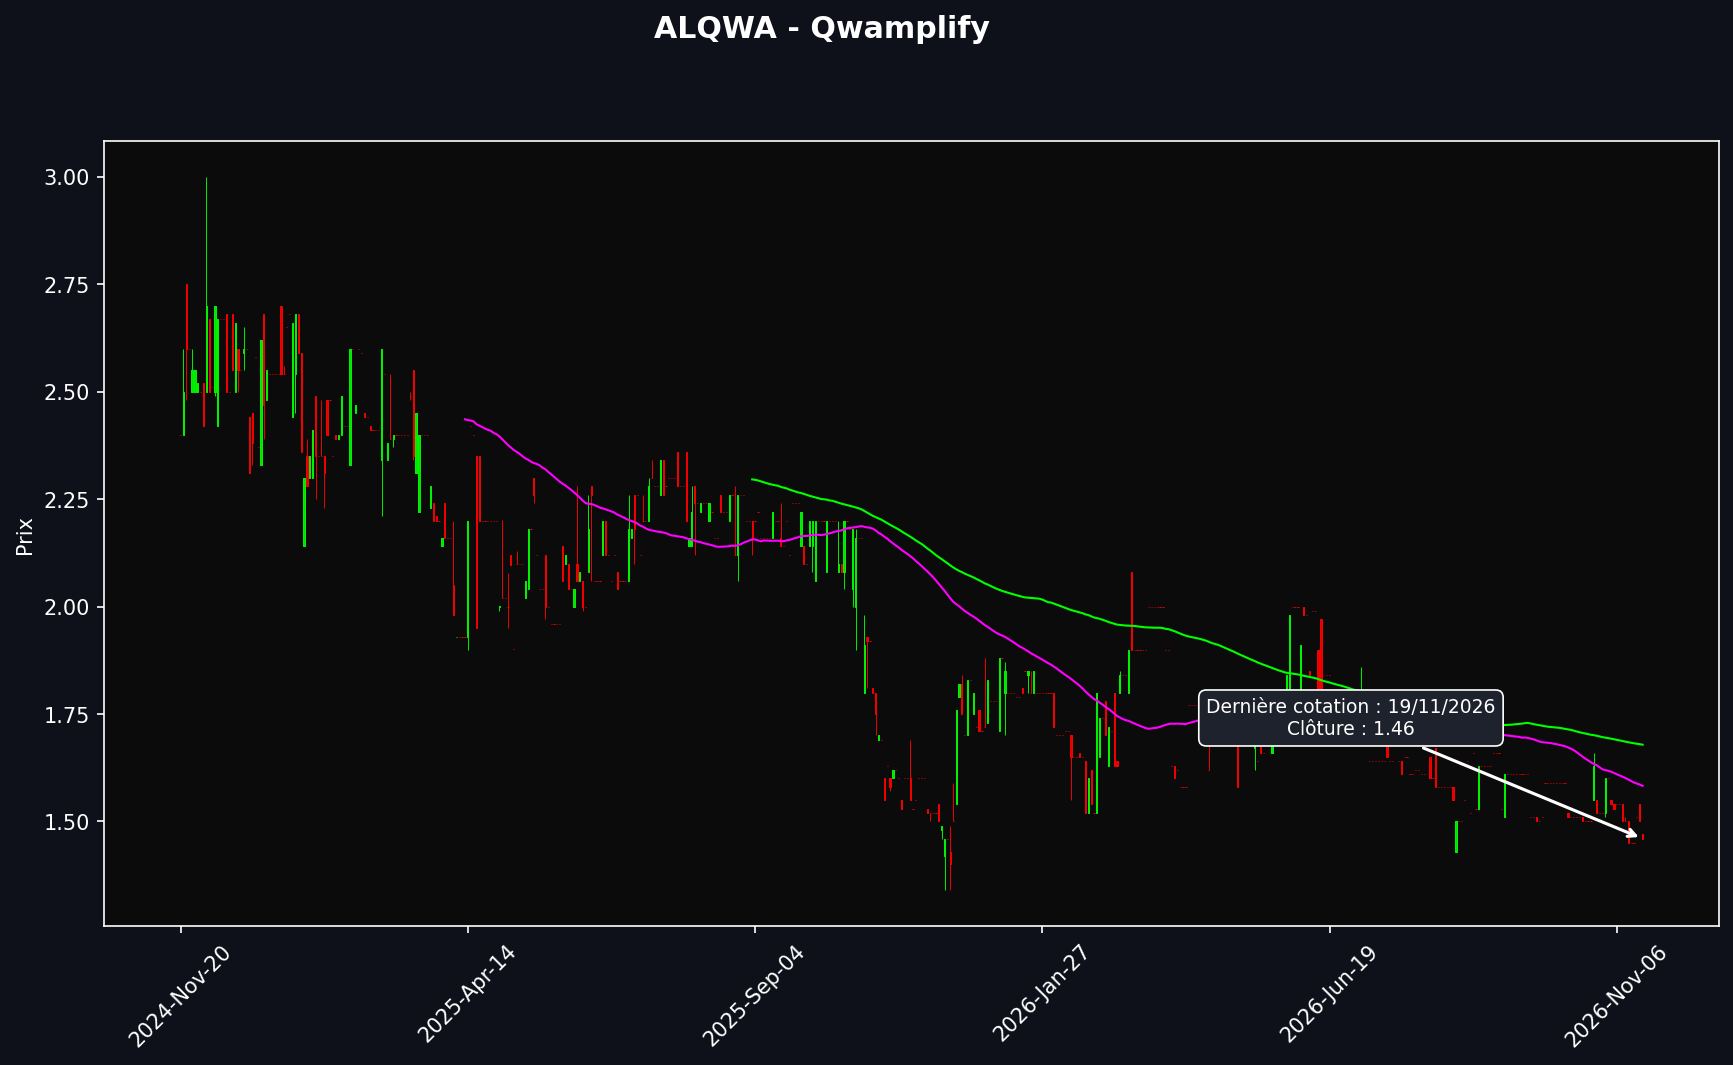 ALQWA - Qwamplify
Prix
3.00
2.75
2.50
2.25
2.00
1.75
1.50
Dernière cotation : 19/11/2026
Clôture : 1.46
2024-Nov-20
2025-Apr-14
2025-Sep-04
2026-Jan-27
2026-Jun-19
2026-Nov-06